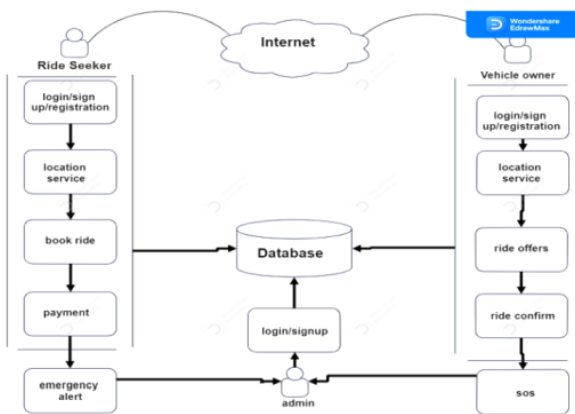 Wondershare
EdrawMax
Internet
Ride Seeker
Vehicle owner
login/sign
up/registration
location
service
book ride
payment
emergency
alert
Database
login/signup
admin
login/sign
up/registration
location
service
ride offers
ride confirm
sos